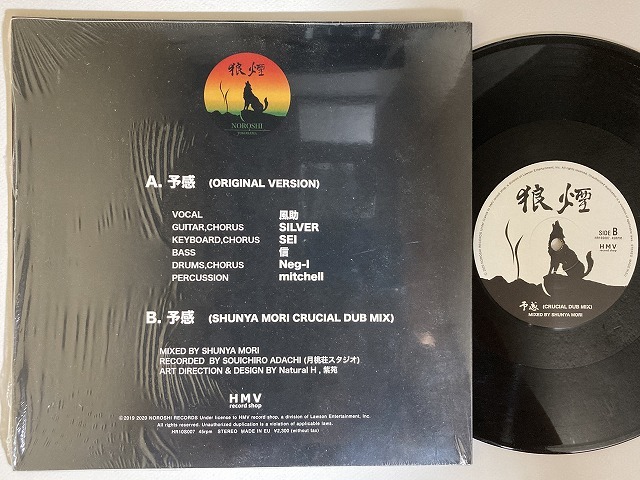 狼煙
NOROSHI
A. 予感 (ORIGINAL VERSION)
VOCAL 風助
GUITAR,CHORUS SILVER
KEYBOARD,CHORUS SEI
BASS 信
DRUMS,CHORUS Neg-I
PERCUSSION mitchell
B. 予感 (SHUNYA MORI CRUCIAL DUB MIX)
MIXED BY SHUNYA MORI
RECORDED BY SOUICHIRO ADACHI (月桃荘スタジオ)
ART DIRECTION & DESIGN BY Natural H , 紫苑
HMV
record shop
©2019 2020 NOROSHI RECORDS Under license to HMV record shop, a division of Lawson Entertainment, Inc.
All rights reserved. Unauthorized duplication is a violation of applicable laws.
HR10S007 45rpm STEREO MADE IN EU ¥2,300 (without tax)
狼煙
SIDE B
HMV
record shop
予感 (CRUCIAL DUB MIX)
MIXED BY SHUNYA MORI